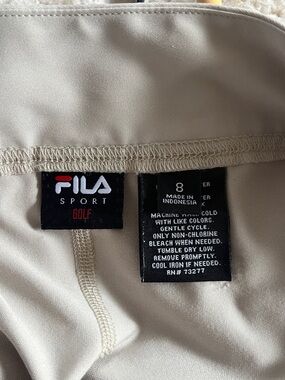 FILA
SPORT
GOLF
8
MADE IN
INDONESIA
MACHINE WASH COLD
WITH LIKE COLORS.
GENTLE CYCLE.
ONLY NON-CHLORINE
BLEACH WHEN NEEDED.
TUMBLE DRY LOW.
REMOVE PROMPTLY.
COOL IRON IF NEEDED.
RN# 73277